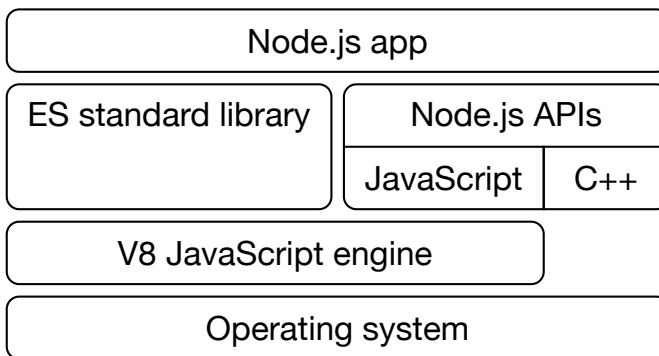 Node.js app
ES standard library
Node.js APIs
JavaScript
C++
V8 JavaScript engine
Operating system